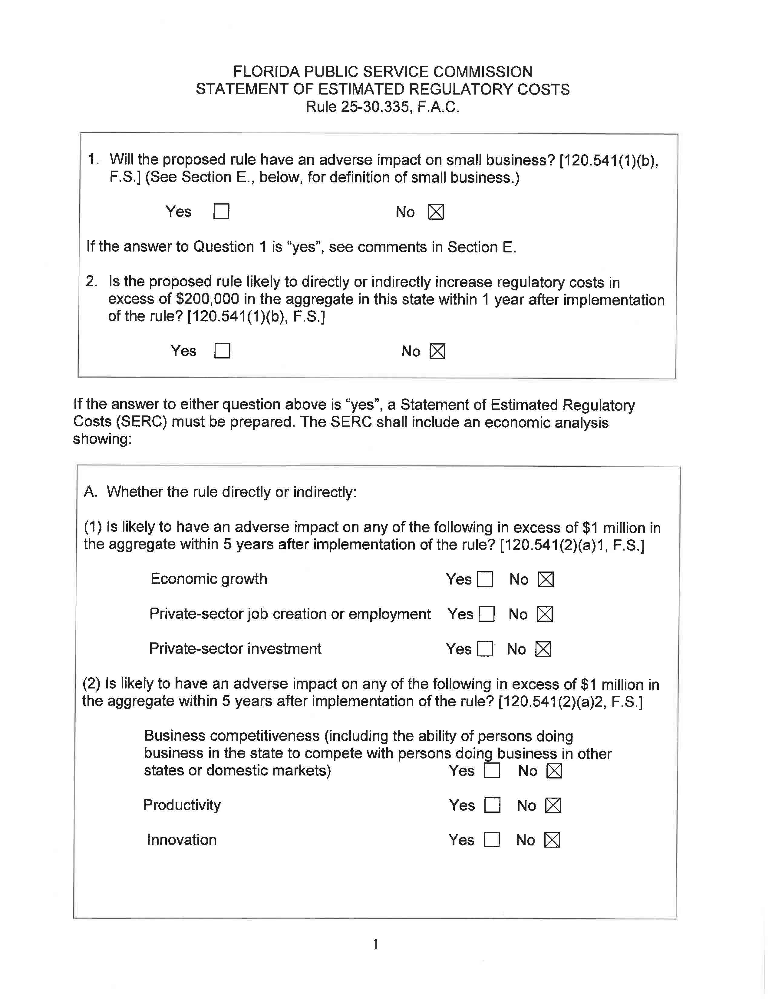 FLORIDA PUBLIC SERVICE COMMISSION
STATEMENT OF ESTIMATED REGULATORY COSTS
Rule 25-30.335, F.A.C.
1. Will the proposed rule have an adverse impact on small business? [120.541(1)(b),
F.S.] (See Section E., below, for definition of small business.)
Yes ☐ No ☒
If the answer to Question 1 is “yes”, see comments in Section E.
2. Is the proposed rule likely to directly or indirectly increase regulatory costs in
excess of $200,000 in the aggregate in this state within 1 year after implementation
of the rule? [120.541(1)(b), F.S.]
Yes ☐ No ☒
If the answer to either question above is “yes”, a Statement of Estimated Regulatory
Costs (SERC) must be prepared. The SERC shall include an economic analysis
showing:
A. Whether the rule directly or indirectly:
(1) Is likely to have an adverse impact on any of the following in excess of $1 million in
the aggregate within 5 years after implementation of the rule? [120.541(2)(a)1, F.S.]
Economic growth Yes ☐ No ☒
Private-sector job creation or employment Yes ☐ No ☒
Private-sector investment Yes ☐ No ☒
(2) Is likely to have an adverse impact on any of the following in excess of $1 million in
the aggregate within 5 years after implementation of the rule? [120.541(2)(a)2, F.S.]
Business competitiveness (including the ability of persons doing
business in the state to compete with persons doing business in other
states or domestic markets) Yes ☐ No ☒
Productivity Yes ☐ No ☒
Innovation Yes ☐ No ☒
1